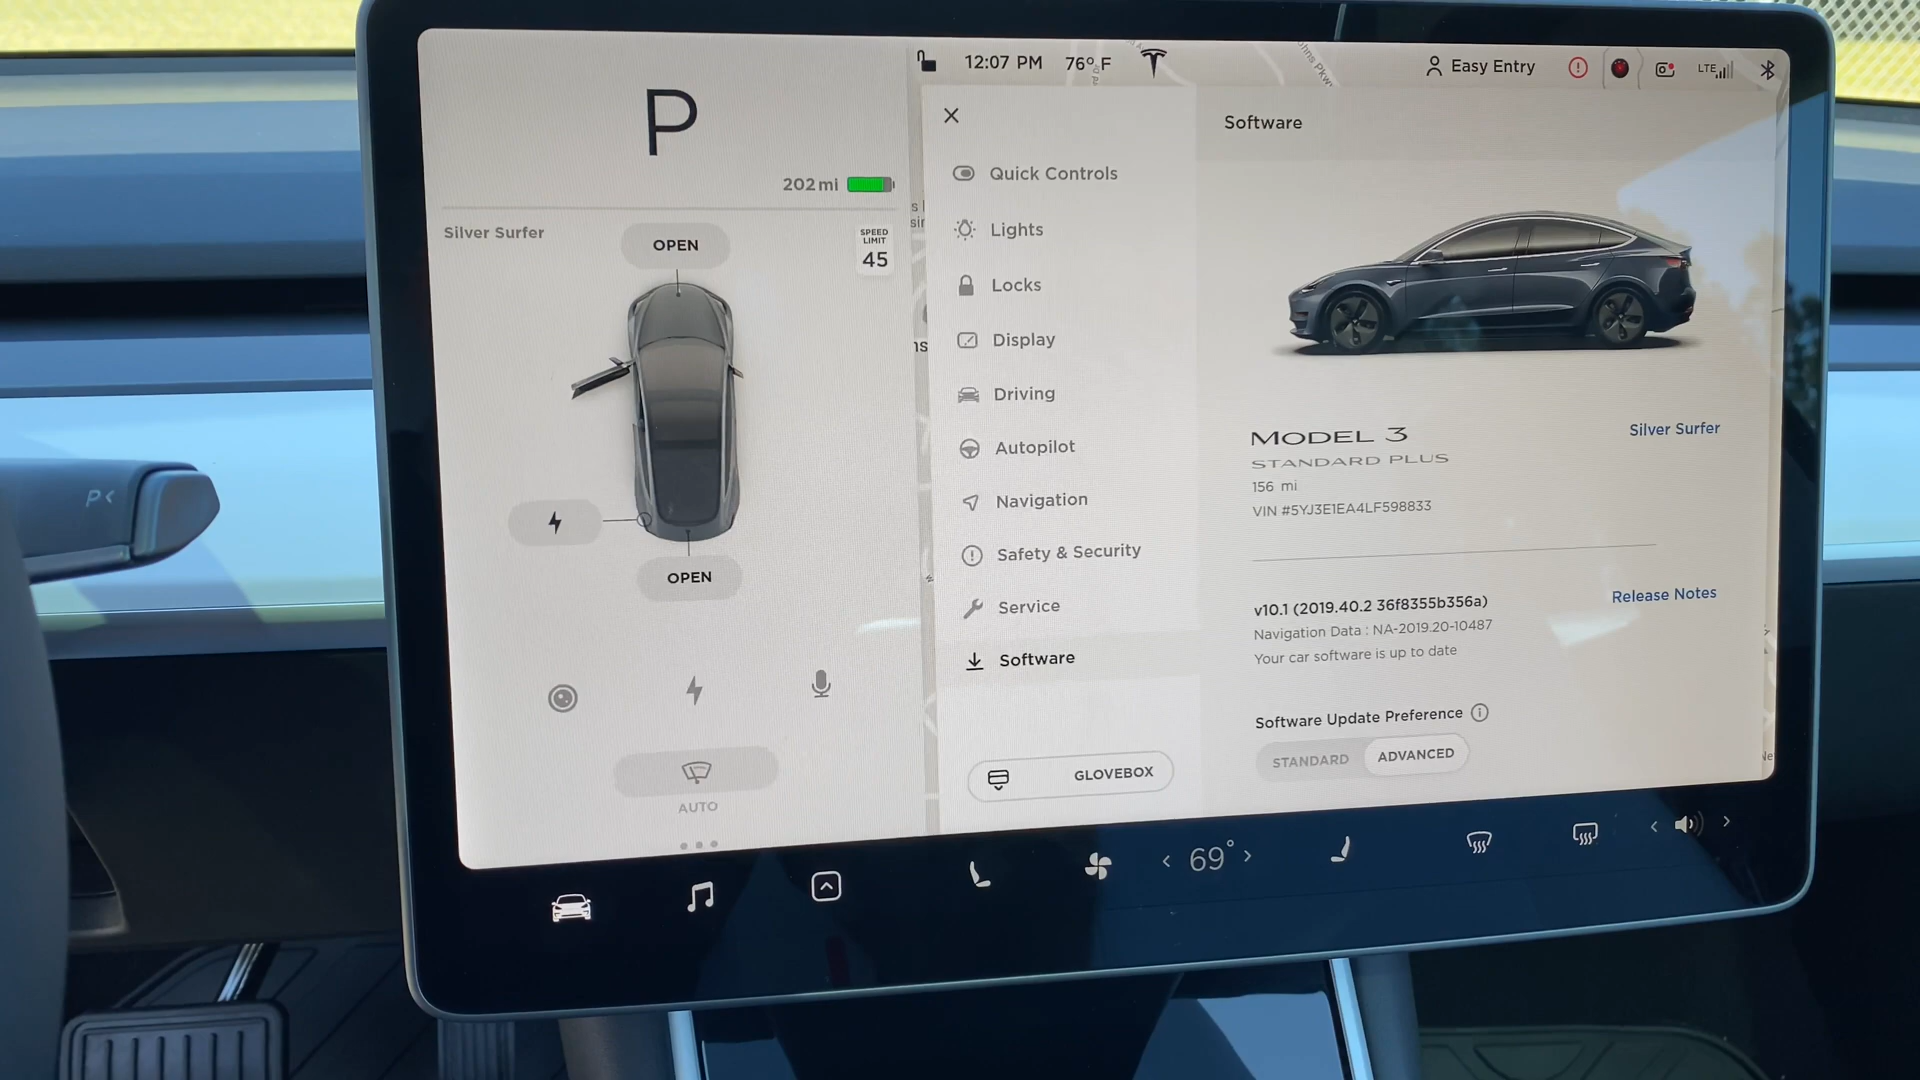 P
202 mi
Silver Surfer
OPEN
SPEED
LIMIT
45
OPEN
AUTO
12:07 PM
76° F
Easy Entry
LTE
Quick Controls
Lights
Locks
Display
Driving
Autopilot
Navigation
Safety & Security
Service
Software
GLOVEBOX
Software
MODEL 3
Silver Surfer
STANDARD PLUS
156 mi
VIN #5YJ3E1EA4LF598833
v10.1 (2019.40.2 36f8355b356a)
Release Notes
Navigation Data : NA-2019.20-10487
Your car software is up to date
Software Update Preference
STANDARD
ADVANCED
69°
P